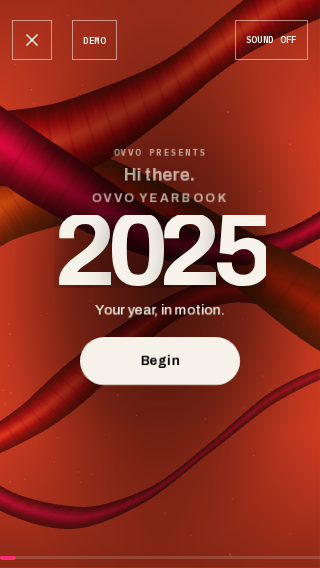 DEMO
SOUND OFF
OVVO PRESENTS
Hi there.
OVVO YEARBOOK
2025
Your year, in motion.
Begin